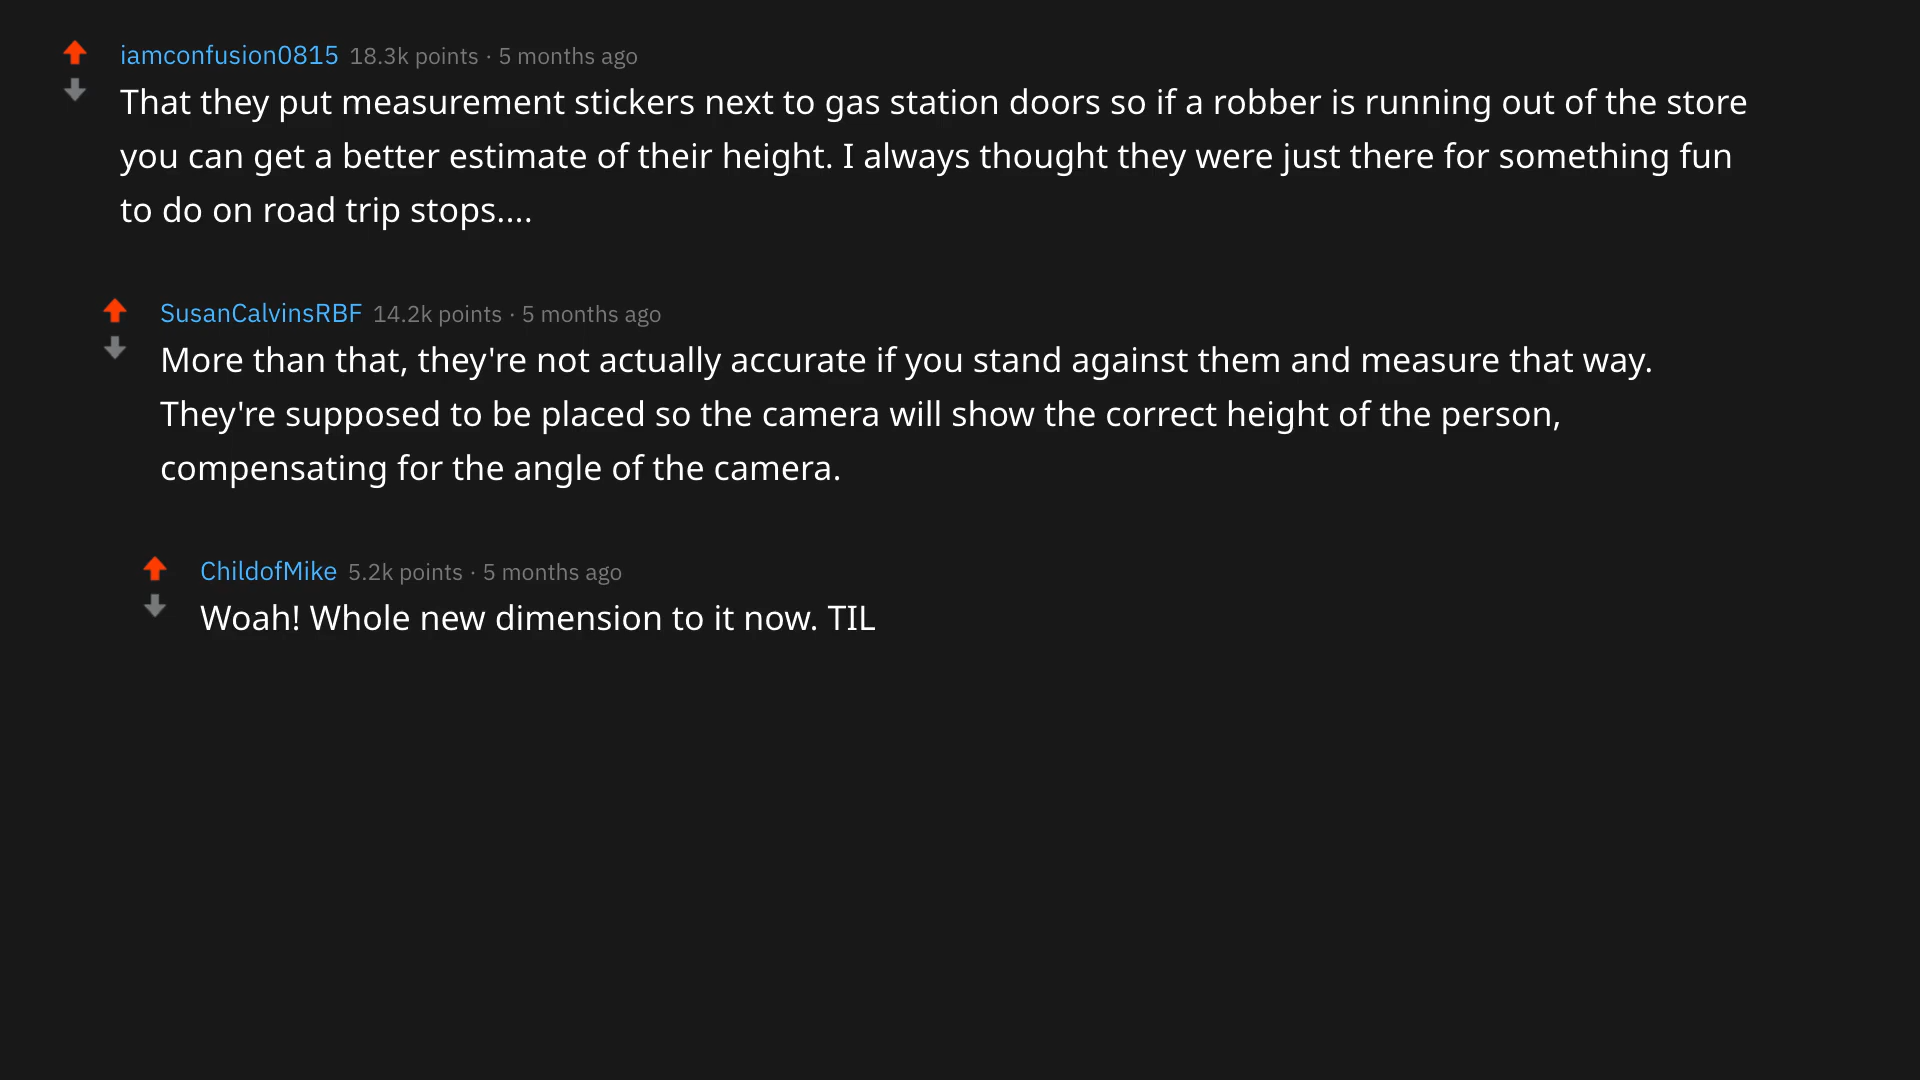 iamconfusion0815 18.3k points · 5 months ago
That they put measurement stickers next to gas station doors so if a robber is running out of the store
you can get a better estimate of their height. I always thought they were just there for something fun
to do on road trip stops....
SusanCalvinsRBF 14.2k points · 5 months ago
More than that, they're not actually accurate if you stand against them and measure that way.
They're supposed to be placed so the camera will show the correct height of the person,
compensating for the angle of the camera.
ChildofMike 5.2k points · 5 months ago
Woah! Whole new dimension to it now. TIL